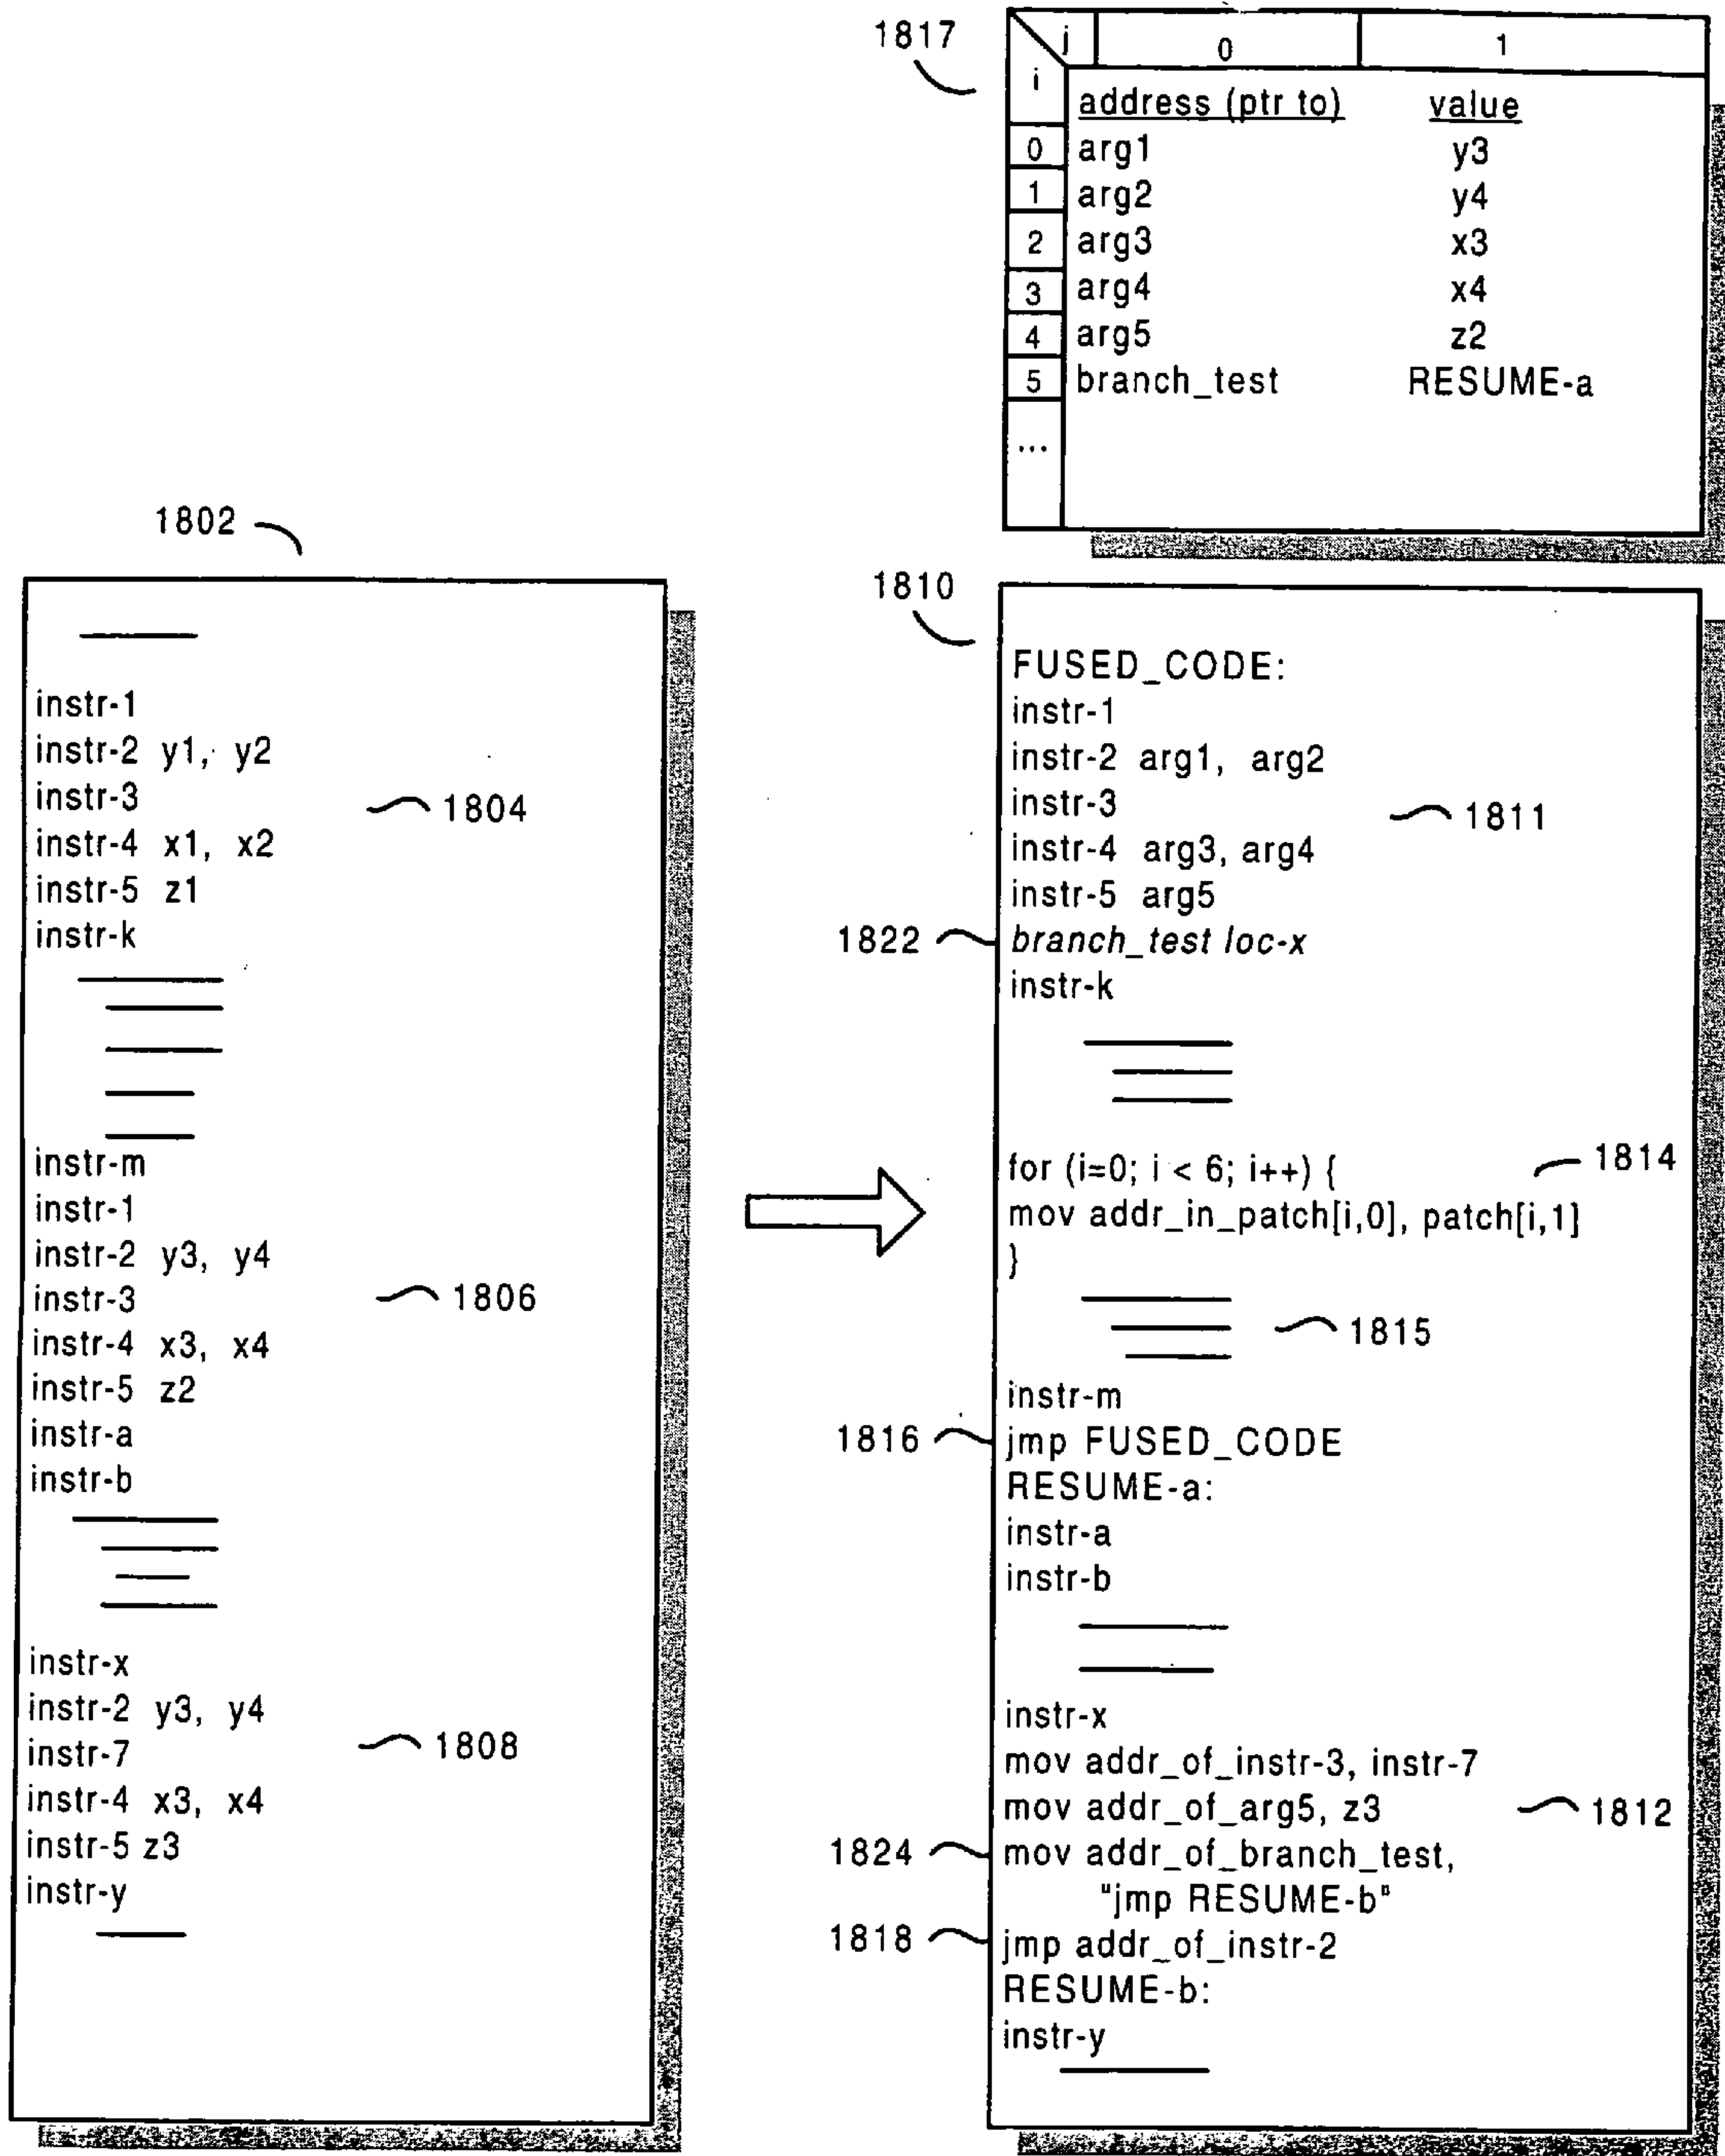 1817
j 0 1
i
address (ptr to) value
0 arg1 y3
1 arg2 y4
2 arg3 x3
3 arg4 x4
4 arg5 z2
5 branch_test RESUME-a
...
1802
instr-1
instr-2 y1, y2
instr-3
1804
instr-4 x1, x2
instr-5 z1
instr-k
instr-m
instr-1
instr-2 y3, y4
instr-3
1806
instr-4 x3, x4
instr-5 z2
instr-a
instr-b
instr-x
instr-2 y3, y4
instr-7
1808
instr-4 x3, x4
instr-5 z3
instr-y
1810
FUSED_CODE:
instr-1
instr-2 arg1, arg2
instr-3
1811
instr-4 arg3, arg4
instr-5 arg5
1822 branch_test loc-x
instr-k
for (i=0; i < 6; i++) { 1814
mov addr_in_patch[i,0], patch[i,1]
}
1815
instr-m
1816 jmp FUSED_CODE
RESUME-a:
instr-a
instr-b
instr-x
mov addr_of_instr-3, instr-7
mov addr_of_arg5, z3 1812
1824 mov addr_of_branch_test,
"jmp RESUME-b"
1818 jmp addr_of_instr-2
RESUME-b:
instr-y